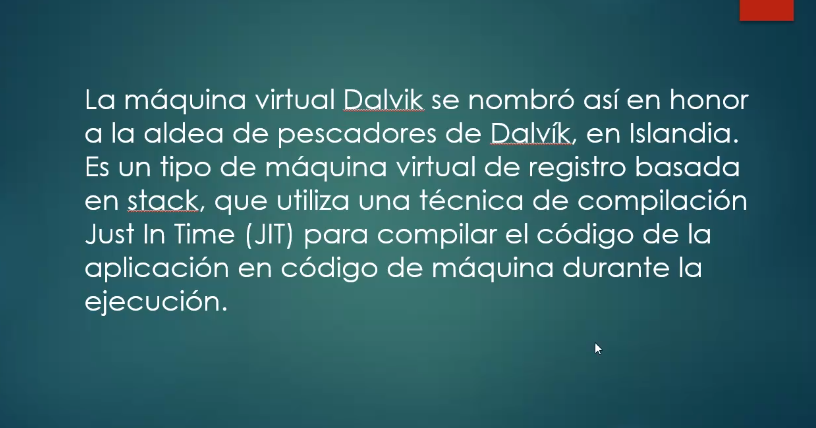 La máquina virtual Dalvik se nombró así en honor
a la aldea de pescadores de Dalvík, en Islandia.
Es un tipo de máquina virtual de registro basada
en stack, que utiliza una técnica de compilación
Just In Time (JIT) para compilar el código de la
aplicación en código de máquina durante la
ejecución.